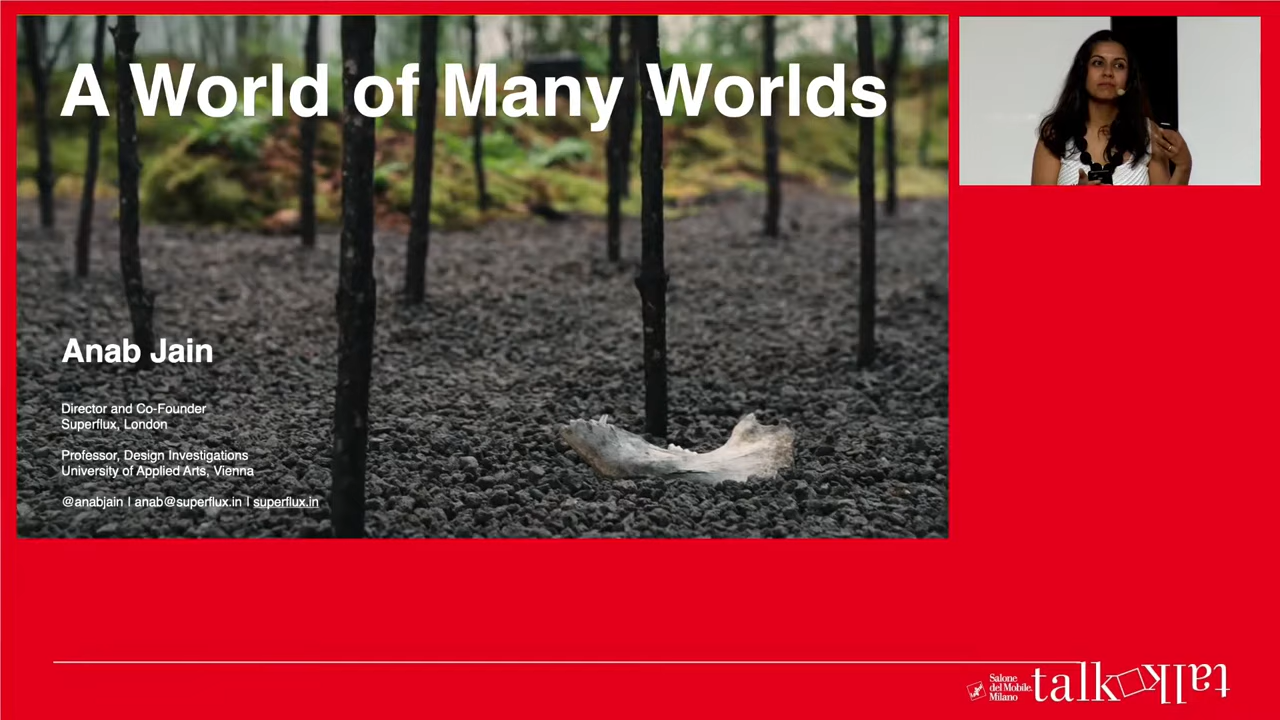 A World of Many Worlds
Anab Jain
Director and Co-Founder
Superflux, London
Professor, Design Investigations
University of Applied Arts, Vienna
@anabjain | anab@superflux.in | superflux.in
Salone
del Mobile.
Milano
talk talk